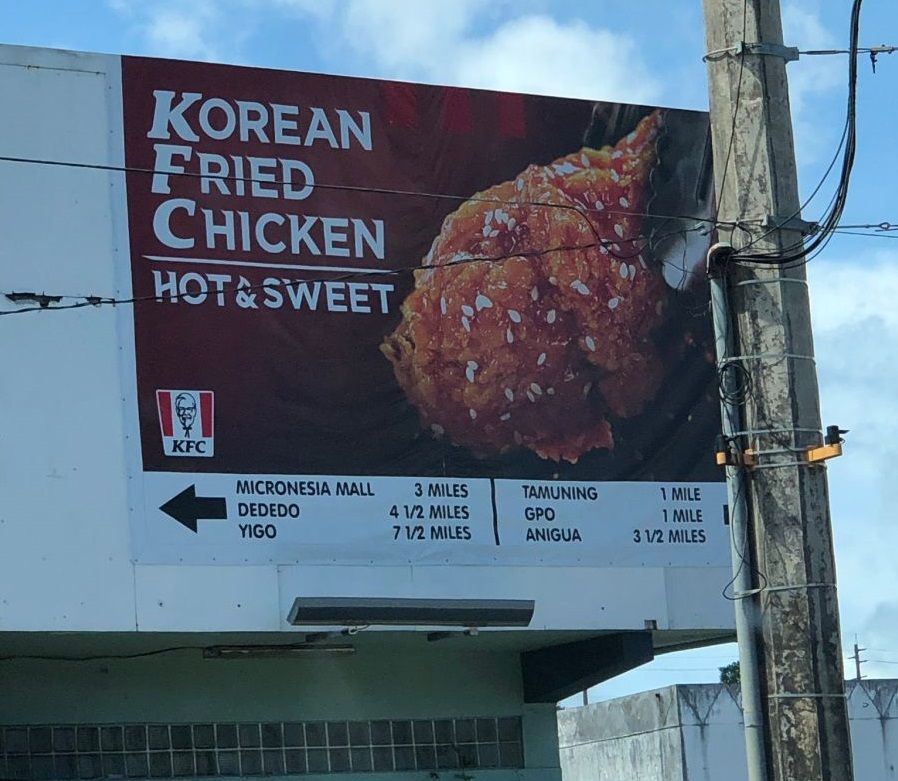 KOREAN
FRIED
CHICKEN
HOT & SWEET
KFC
MICRONESIA MALL 3 MILES
DEDEDO 4 1/2 MILES
YIGO 7 1/2 MILES
TAMUNING 1 MILE
GPO 1 MILE
ANIGUA 3 1/2 MILES